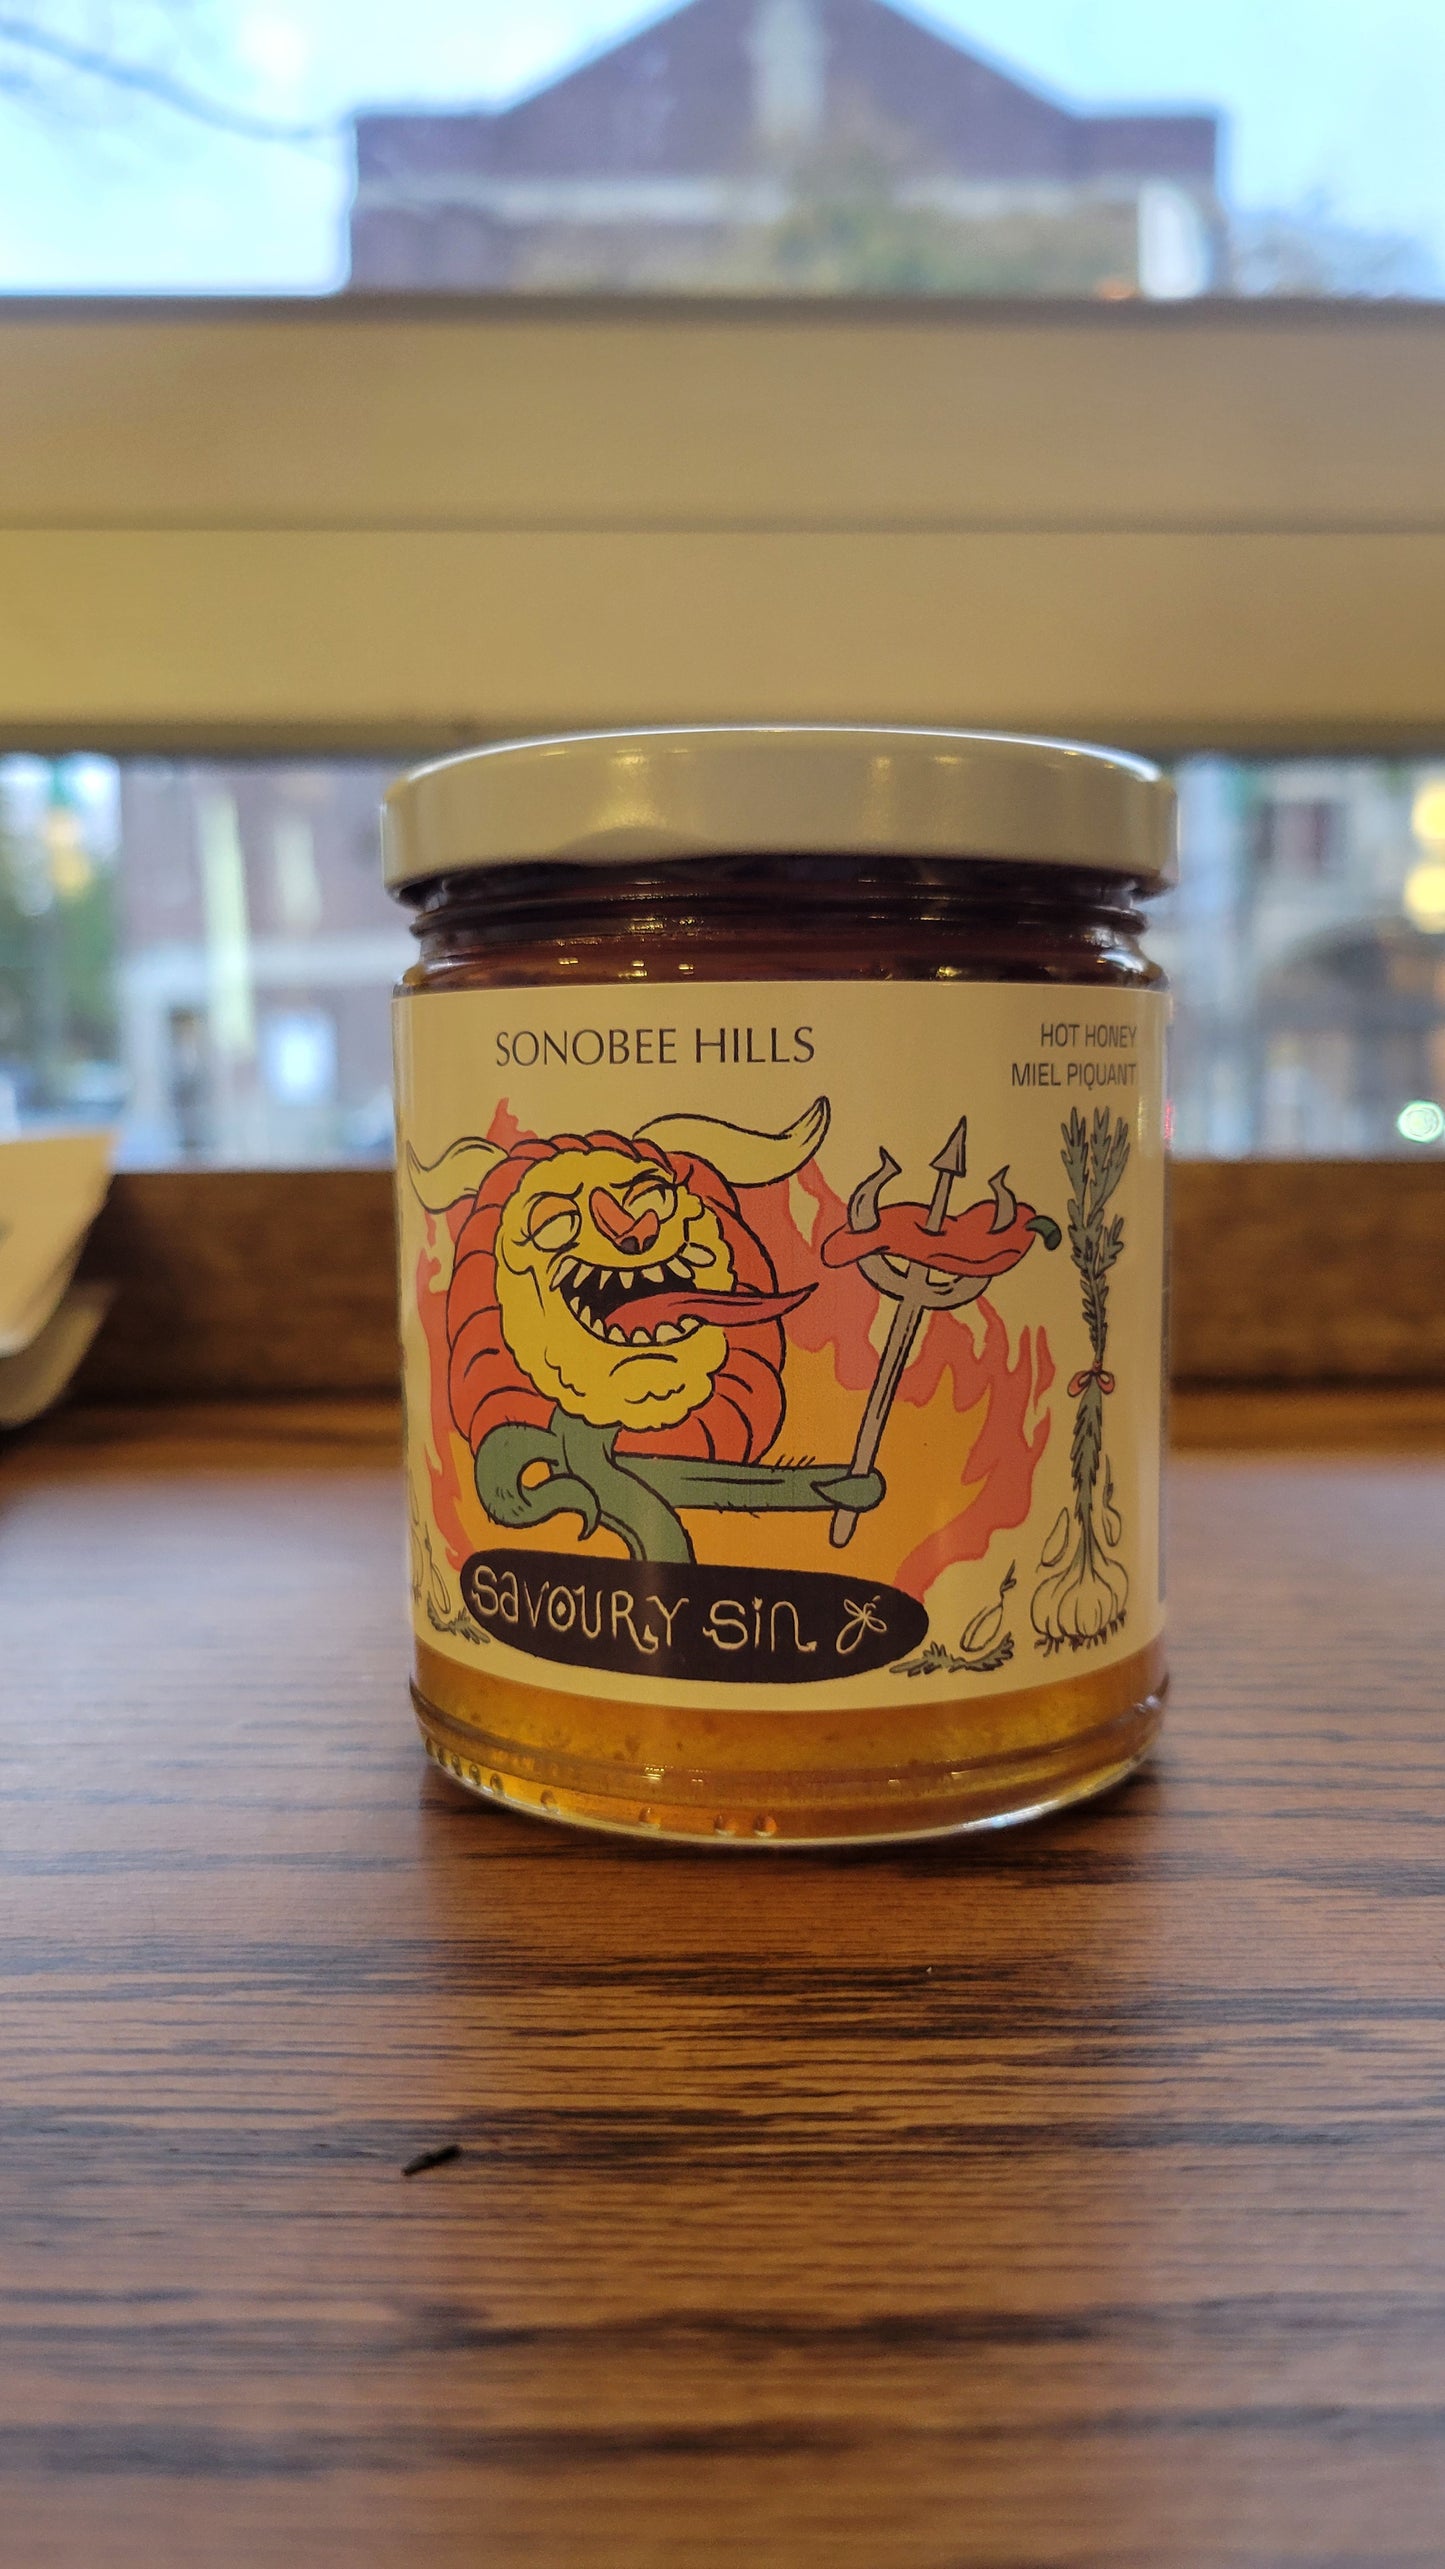 SONOBEE HILLS
HOT HONEY
MIEL PIQUANT
SAVOURY SIN